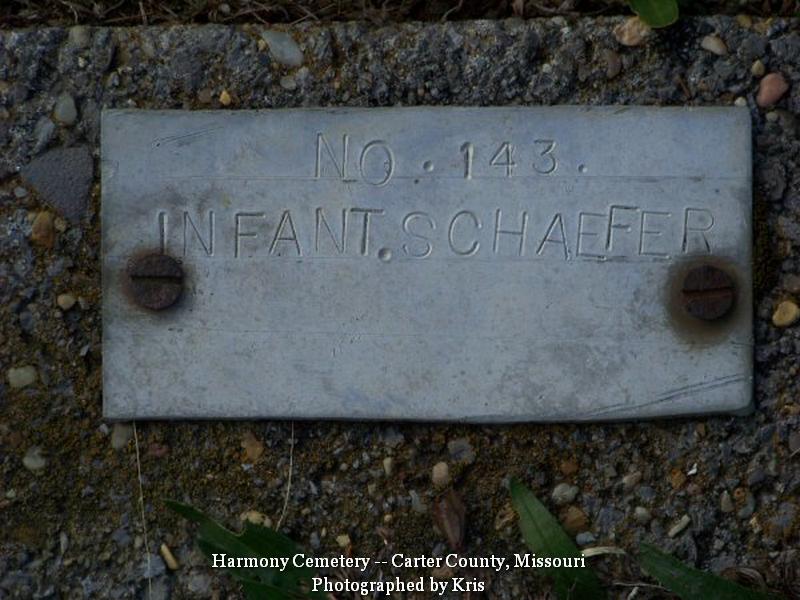 NO. 143.
INFANT. SCHAEFER
Harmony Cemetery -- Carter County, Missouri
Photographed by Kris